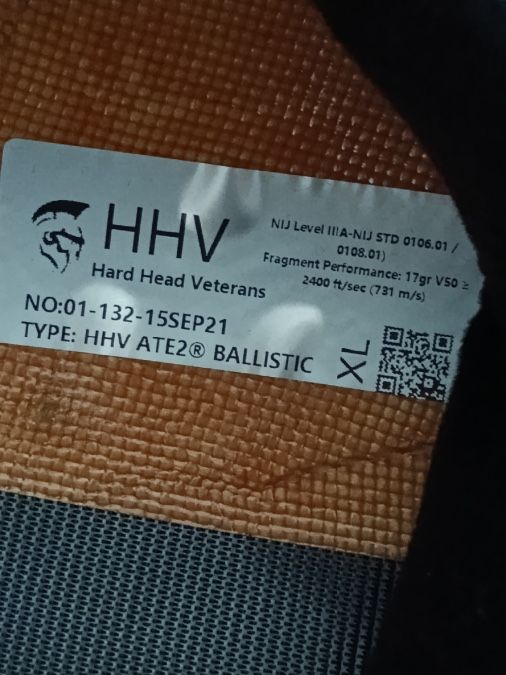 HHV
Hard Head Veterans
NIJ Level IIIA-NIJ STD 0106.01 /
0108.01)
Fragment Performance: 17gr V50 ≥
2400 ft/sec (731 m/s)
NO:01-132-15SEP21
TYPE: HHV ATE2® BALLISTIC
XL